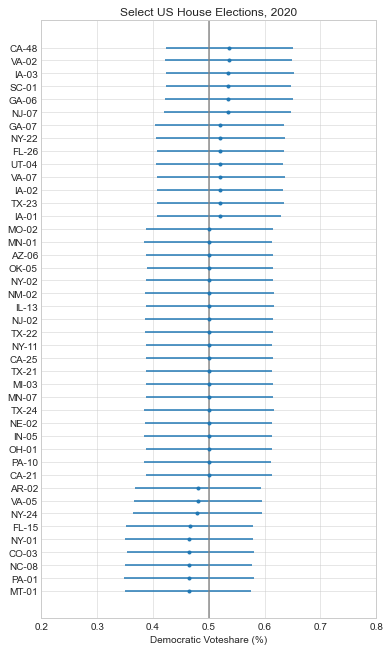 Select US House Elections, 2020
CA-48
VA-02
IA-03
SC-01
GA-06
NJ-07
GA-07
NY-22
FL-26
UT-04
VA-07
IA-02
TX-23
IA-01
MO-02
MN-01
AZ-06
OK-05
NY-02
NM-02
IL-13
NJ-02
TX-22
NY-11
CA-25
TX-21
MI-03
MN-07
TX-24
NE-02
IN-05
OH-01
PA-10
CA-21
AR-02
VA-05
NY-24
FL-15
NY-01
CO-03
NC-08
PA-01
MT-01
0.2 0.3 0.4 0.5 0.6 0.7 0.8
Democratic Voteshare (%)